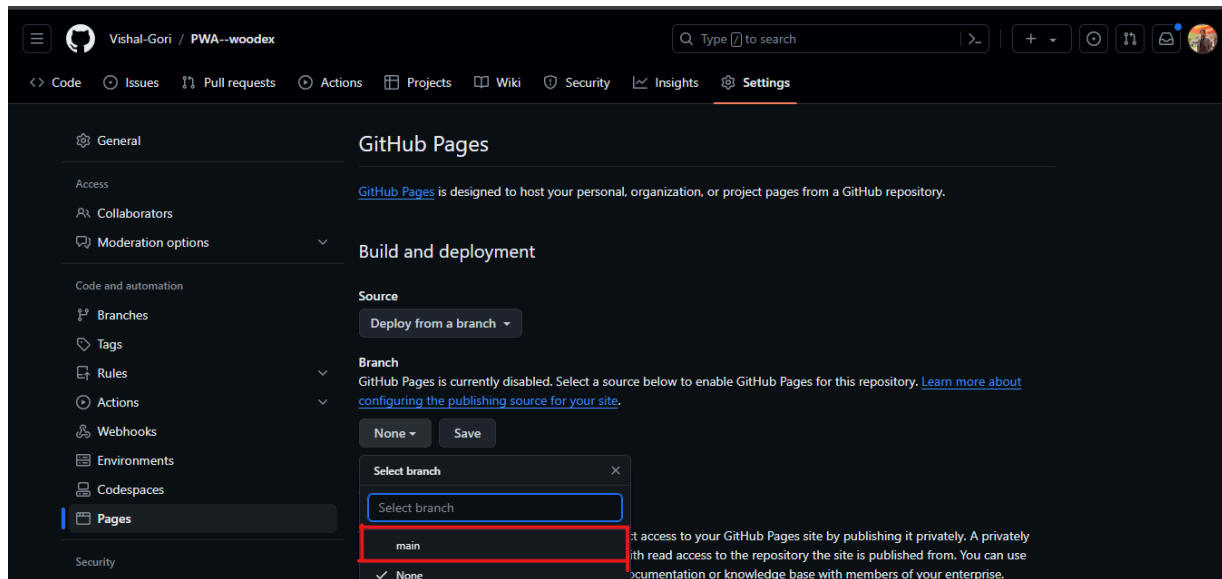 Vishal-Gori / PWA--woodex
Type / to search
Code Issues Pull requests Actions Projects Wiki Security Insights Settings
General
Access
Collaborators
Moderation options
Code and automation
Branches
Tags
Rules
Actions
Webhooks
Environments
Codespaces
Pages
Security
GitHub Pages
GitHub Pages is designed to host your personal, organization, or project pages from a GitHub repository.
Build and deployment
Source
Deploy from a branch
Branch
GitHub Pages is currently disabled. Select a source below to enable GitHub Pages for this repository. Learn more about
configuring the publishing source for your site.
None Save
Select branch
Select branch
main
None
access to your GitHub Pages site by publishing it privately. A privately
ith read access to the repository the site is published from. You can use
ocumentation or knowledge base with members of your enterprise.